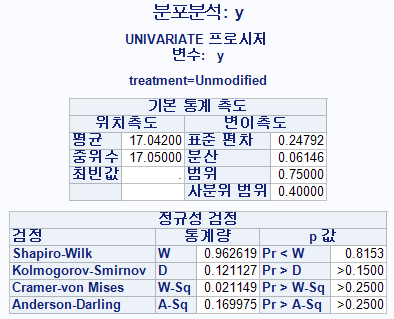 분포분석: y
UNIVARIATE 프로시저
변수: y
treatment=Unmodified
기본 통계 측도
위치측도 변이측도
평균 17.04200 표준 편차 0.24792
중위수 17.05000 분산 0.06146
최빈값 . 범위 0.75000
사분위 범위 0.40000
정규성 검정
검정 통계량 p 값
Shapiro-Wilk W 0.962619 Pr < W 0.8153
Kolmogorov-Smirnov D 0.121127 Pr > D >0.1500
Cramer-von Mises W-Sq 0.021149 Pr > W-Sq >0.2500
Anderson-Darling A-Sq 0.169975 Pr > A-Sq >0.2500